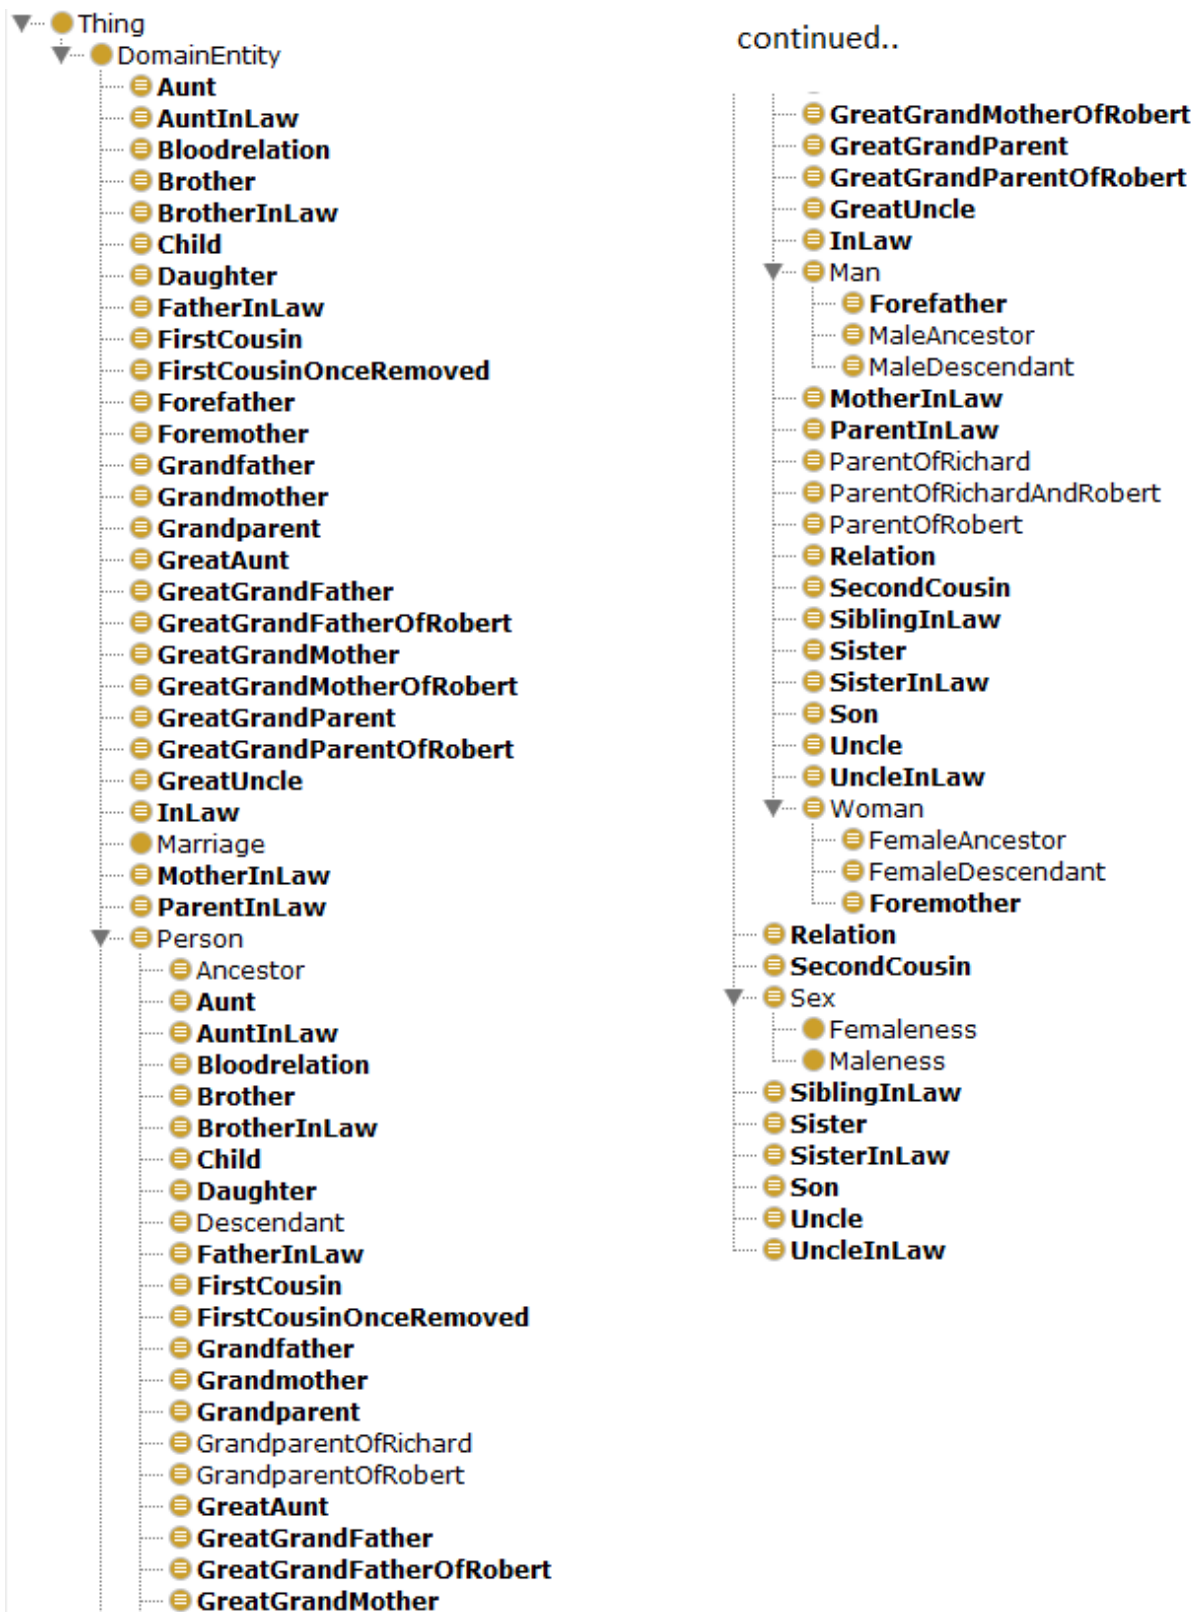 Thing
DomainEntity
Aunt
AuntInLaw
Bloodrelation
Brother
BrotherInLaw
Child
Daughter
FatherInLaw
FirstCousin
FirstCousinOnceRemoved
Forefather
Foremother
Grandfather
Grandmother
Grandparent
GreatAunt
GreatGrandFather
GreatGrandFatherOfRobert
GreatGrandMother
GreatGrandMotherOfRobert
GreatGrandParent
GreatGrandParentOfRobert
GreatUncle
InLaw
Marriage
MotherInLaw
ParentInLaw
Person
Ancestor
Aunt
AuntInLaw
Bloodrelation
Brother
BrotherInLaw
Child
Daughter
Descendant
FatherInLaw
FirstCousin
FirstCousinOnceRemoved
Grandfather
Grandmother
Grandparent
GrandparentOfRichard
GrandparentOfRobert
GreatAunt
GreatGrandFather
GreatGrandFatherOfRobert
GreatGrandMother
continued..
GreatGrandMotherOfRobert
GreatGrandParent
GreatGrandParentOfRobert
GreatUncle
InLaw
Man
Forefather
MaleAncestor
MaleDescendant
MotherInLaw
ParentInLaw
ParentOfRichard
ParentOfRichardAndRobert
ParentOfRobert
Relation
SecondCousin
SiblingInLaw
Sister
SisterInLaw
Son
Uncle
UncleInLaw
Woman
FemaleAncestor
FemaleDescendant
Foremother
Relation
SecondCousin
Sex
Femaleness
Maleness
SiblingInLaw
Sister
SisterInLaw
Son
Uncle
UncleInLaw